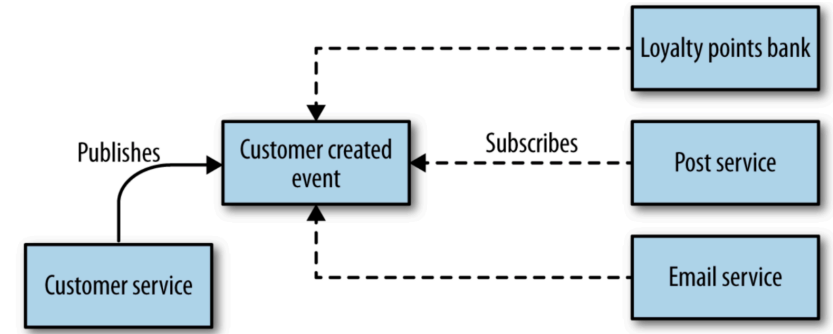 Loyalty points bank
Publishes
Customer created
event
Subscribes
Post service
Customer service
Email service